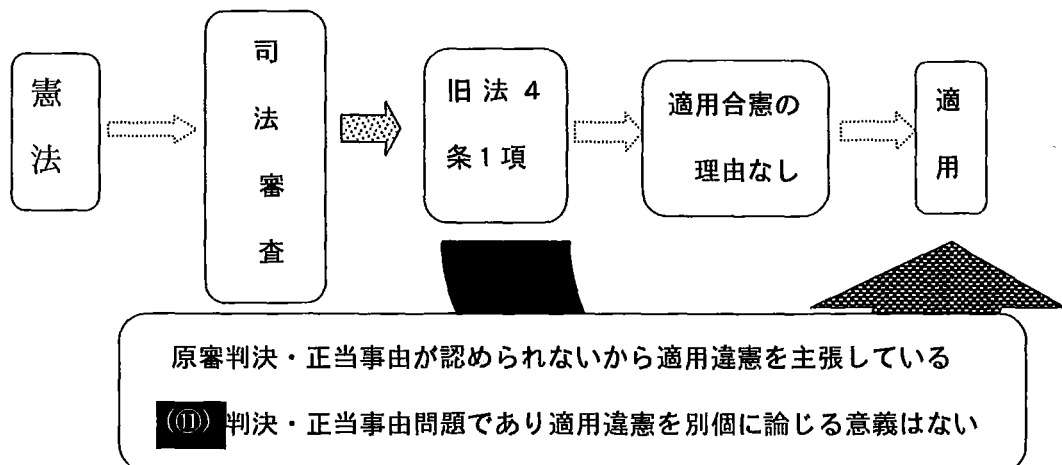 憲法
司法審査
旧法4
条1項
適用合憲の
理由なし
適用
原審判決・正当事由が認められないから適用違憲を主張している
(⑪)判決・正当事由問題であり適用違憲を別個に論じる意義はない